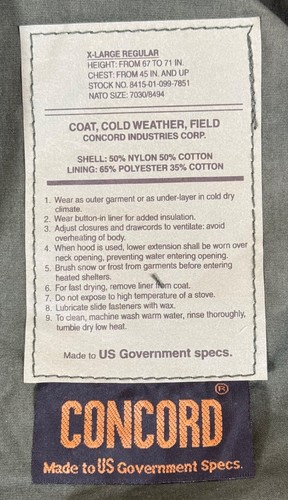 X-LARGE REGULAR
HEIGHT: FROM 67 TO 71 IN.
CHEST: FROM 45 IN. AND UP
STOCK NO. 8415-01-099-7851
NATO SIZE: 7030/8494
COAT, COLD WEATHER, FIELD
CONCORD INDUSTRIES CORP.
SHELL: 50% NYLON 50% COTTON
LINING: 65% POLYESTER 35% COTTON
1. Wear as outer garment or as under-layer in cold dry
climate.
2. Wear button-in liner for added insulation.
3. Adjust closures and drawcords to ventilate: avoid
overheating of body.
4. When hood is used, lower extension shall be worn over
neck opening, preventing water entering opening.
5. Brush snow or frost from garments before entering
heated shelters.
6. For fast drying, remove liner from coat.
7. Do not expose to high temperature of a stove.
8. Lubricate slide fasteners with wax.
9. To clean, machine wash warm water, rinse thoroughly,
tumble dry low heat.
Made to US Government specs.
®
CONCORD
Made to US Government Specs.